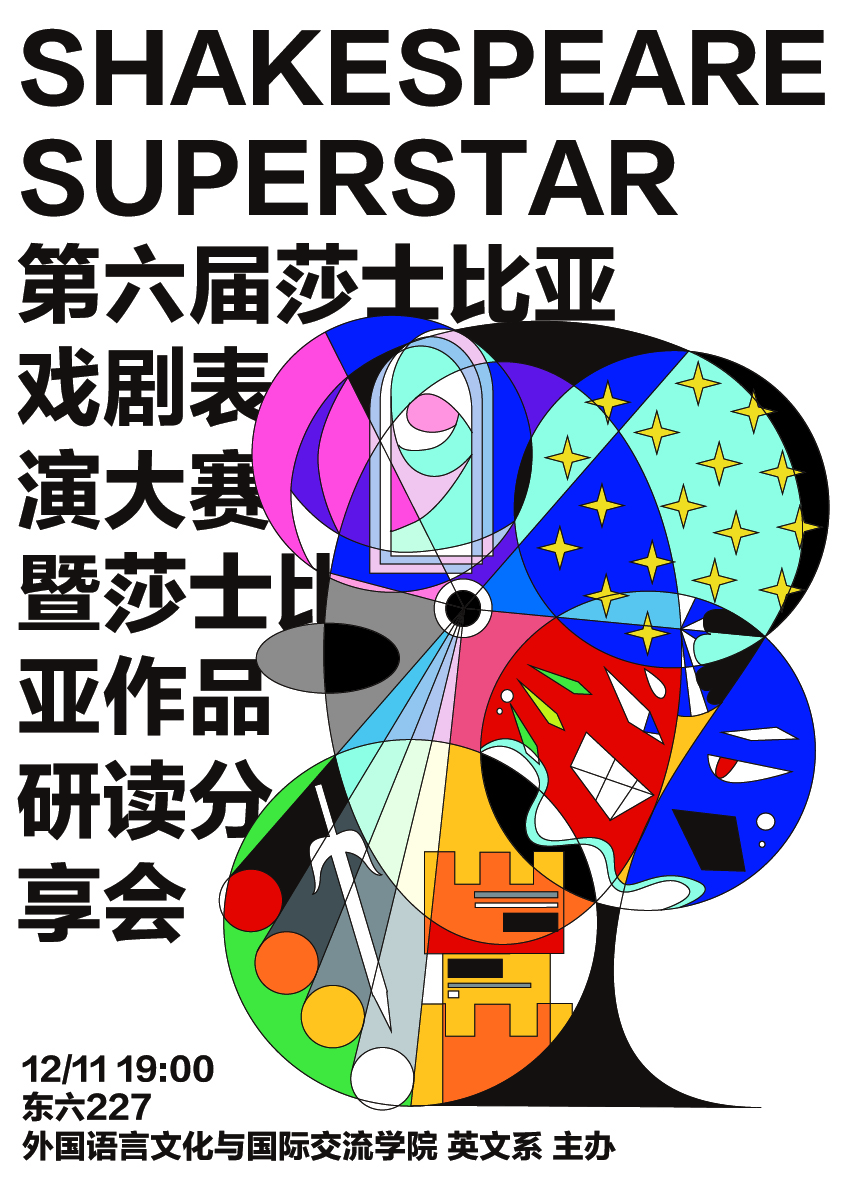 SHAKESPEARE
SUPERSTAR
第六届莎士比亚
戏剧表
演大赛
暨莎士比
亚作品
研读分
享会
12/11 19:00
东六227
外国语言文化与国际交流学院 英文系 主办